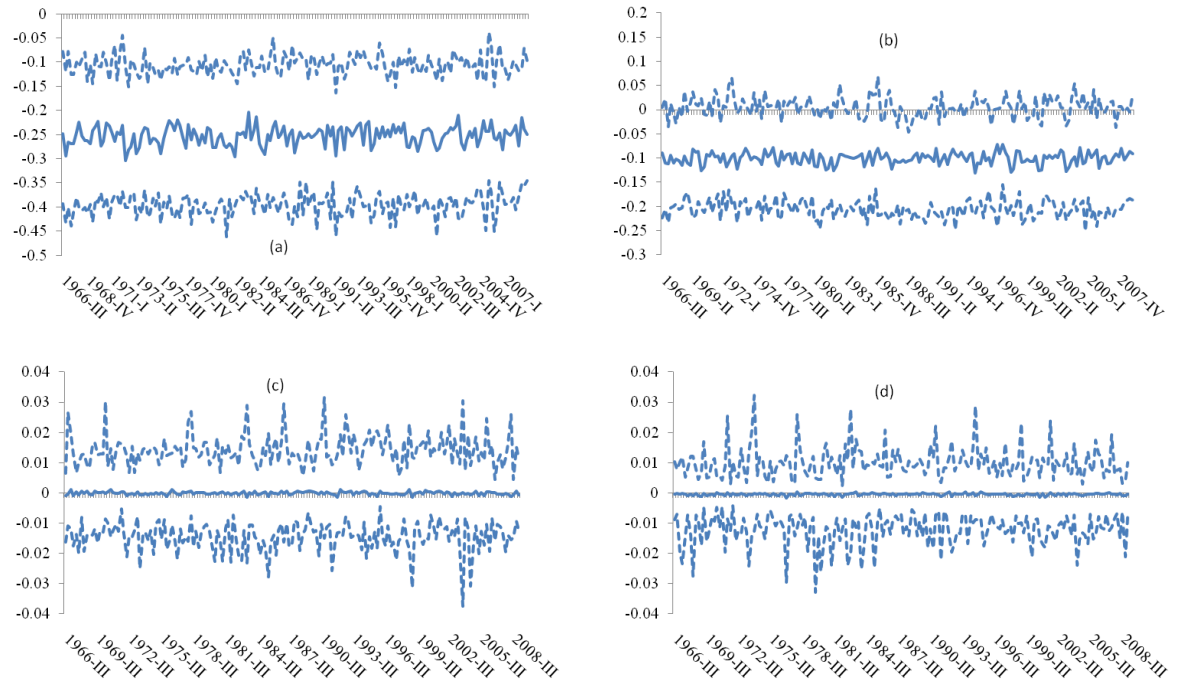 0
-0.05
-0.1
-0.15
-0.2
-0.25
-0.3
-0.35
-0.4
-0.45
-0.5
(a)
1966-III
1968-IV
1971-I
1973-II
1975-III
1977-IV
1980-I
1982-II
1984-III
1986-IV
1989-I
1991-II
1993-III
1995-IV
1998-I
2000-II
2002-III
2004-IV
2007-I
0.2
0.15
0.1
0.05
0
-0.05
-0.1
-0.15
-0.2
-0.25
-0.3
(b)
1966-III
1969-II
1972-I
1974-IV
1977-III
1980-II
1983-I
1985-IV
1988-III
1991-II
1994-I
1996-IV
1999-III
2002-II
2005-I
2007-IV
0.04
0.03
0.02
0.01
0
-0.01
-0.02
-0.03
-0.04
(c)
1966-III
1969-III
1972-III
1975-III
1978-III
1981-III
1984-III
1987-III
1990-III
1993-III
1996-III
1999-III
2002-III
2005-III
2008-III
0.04
0.03
0.02
0.01
0
-0.01
-0.02
-0.03
-0.04
(d)
1966-III
1969-III
1972-III
1975-III
1978-III
1981-III
1984-III
1987-III
1990-III
1993-III
1996-III
1999-III
2002-III
2005-III
2008-III